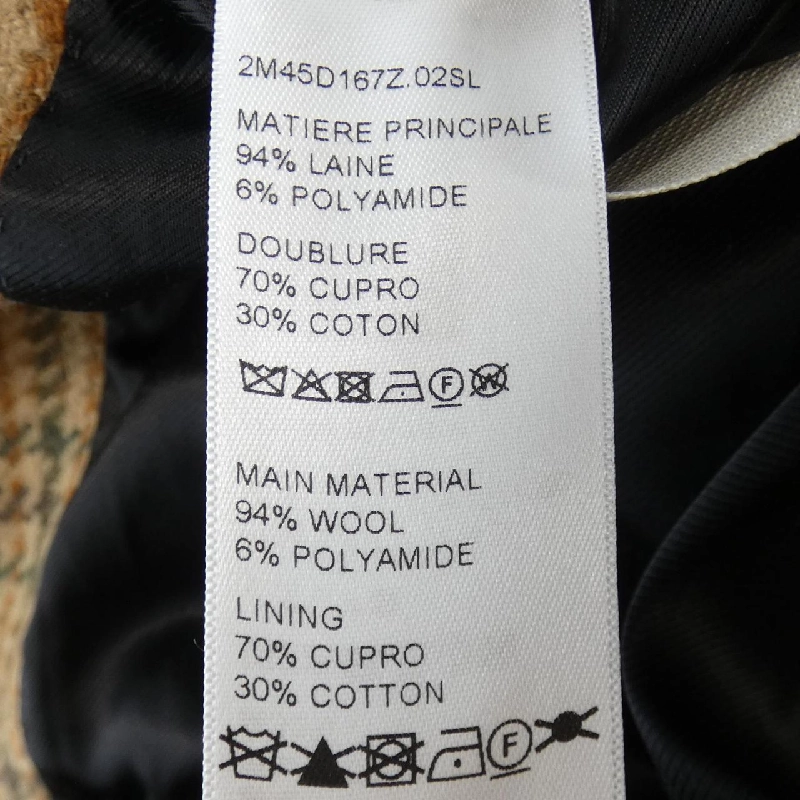 2M45D167Z.02SL
MATIERE PRINCIPALE
94% LAINE
6% POLYAMIDE
DOUBLURE
70% CUPRO
30% COTON
F W
MAIN MATERIAL
94% WOOL
6% POLYAMIDE
LINING
70% CUPRO
30% COTTON
F